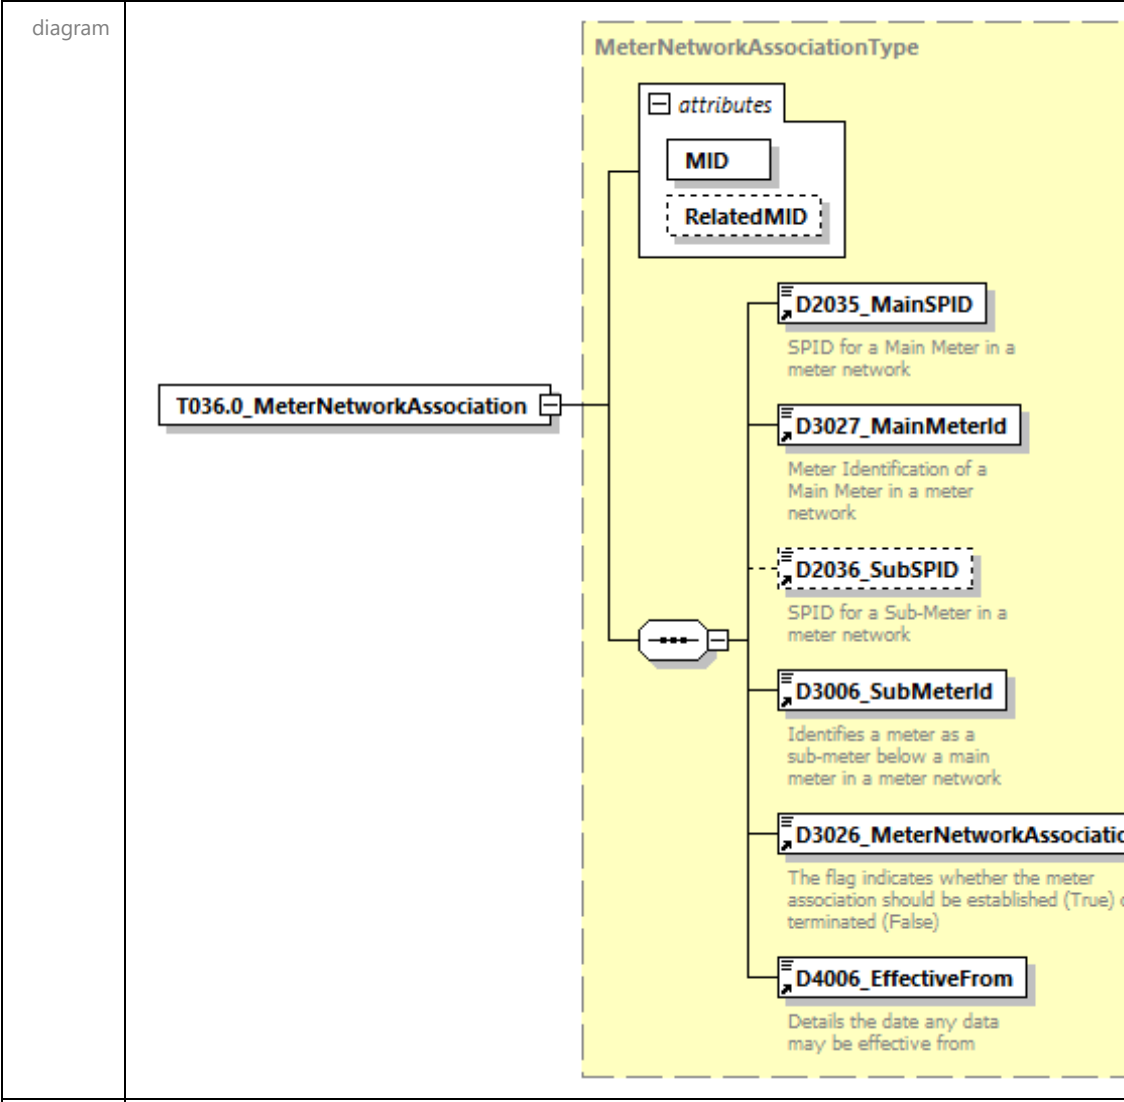 diagram
MeterNetworkAssociationType
attributes
MID
RelatedMID
T036.0_MeterNetworkAssociation
D2035_MainSPID
SPID for a Main Meter in a
meter network
D3027_MainMeterId
Meter Identification of a
Main Meter in a meter
network
D2036_SubSPID
SPID for a Sub-Meter in a
meter network
D3006_SubMeterId
Identifies a meter as a
sub-meter below a main
meter in a meter network
D3026_MeterNetworkAssociatio
The flag indicates whether the meter
association should be established (True)
terminated (False)
D4006_EffectiveFrom
Details the date any data
may be effective from